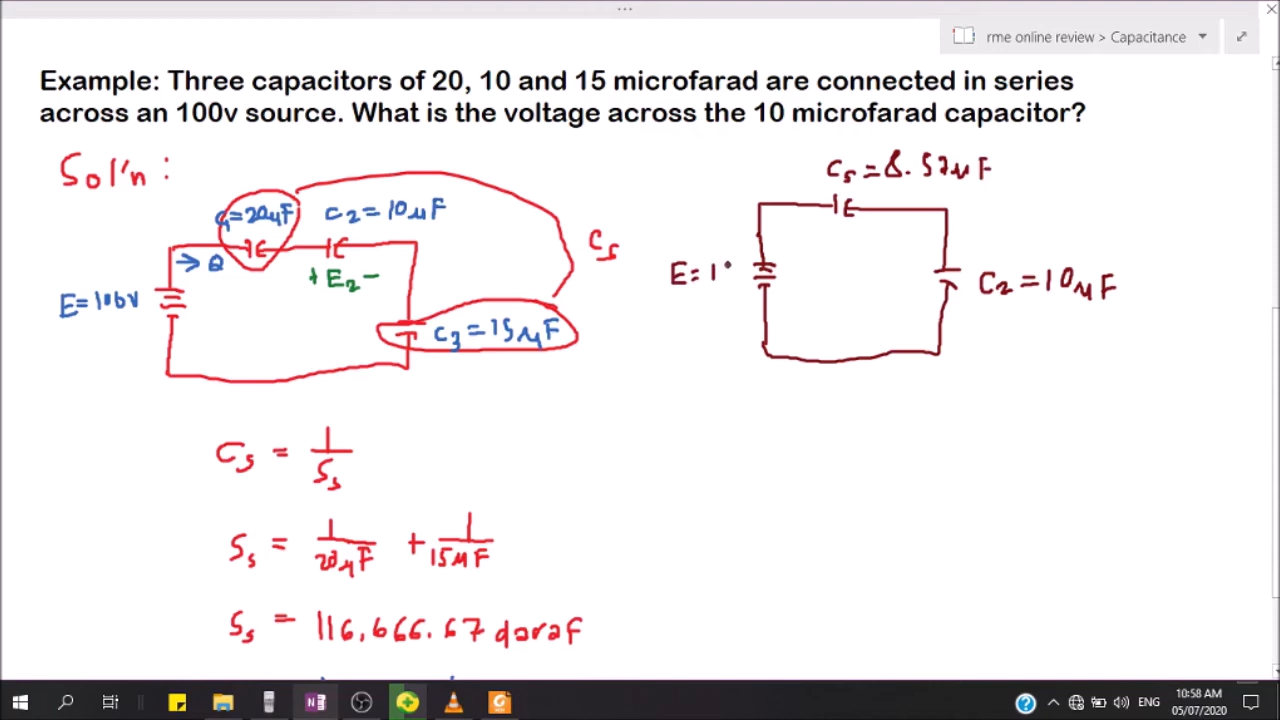 rme online review > Capacitance
Example: Three capacitors of 20, 10 and 15 microfarad are connected in series
across an 100v source. What is the voltage across the 10 microfarad capacitor?
Sol'n :
C1=20μF C2=10μF
Cs
→Q
+E2-
E=100V
C3=15μF
Cs=8.57μF
E=1
C2=10μF
Cs = 1/Ss
Ss = 1/20μF + 1/15μF
Ss = 116,666.67 daraf
ENG
10:58 AM
05/07/2020